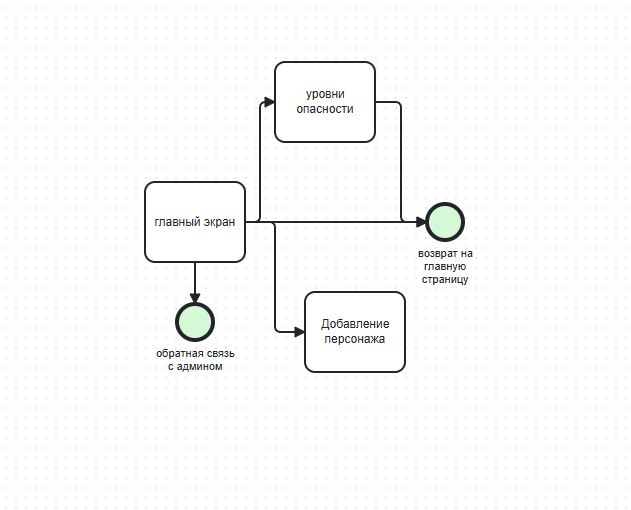 уровни
опасности
главный экран
возврат на
главную
страницу
Добавление
персонажа
обратная связь
с админом